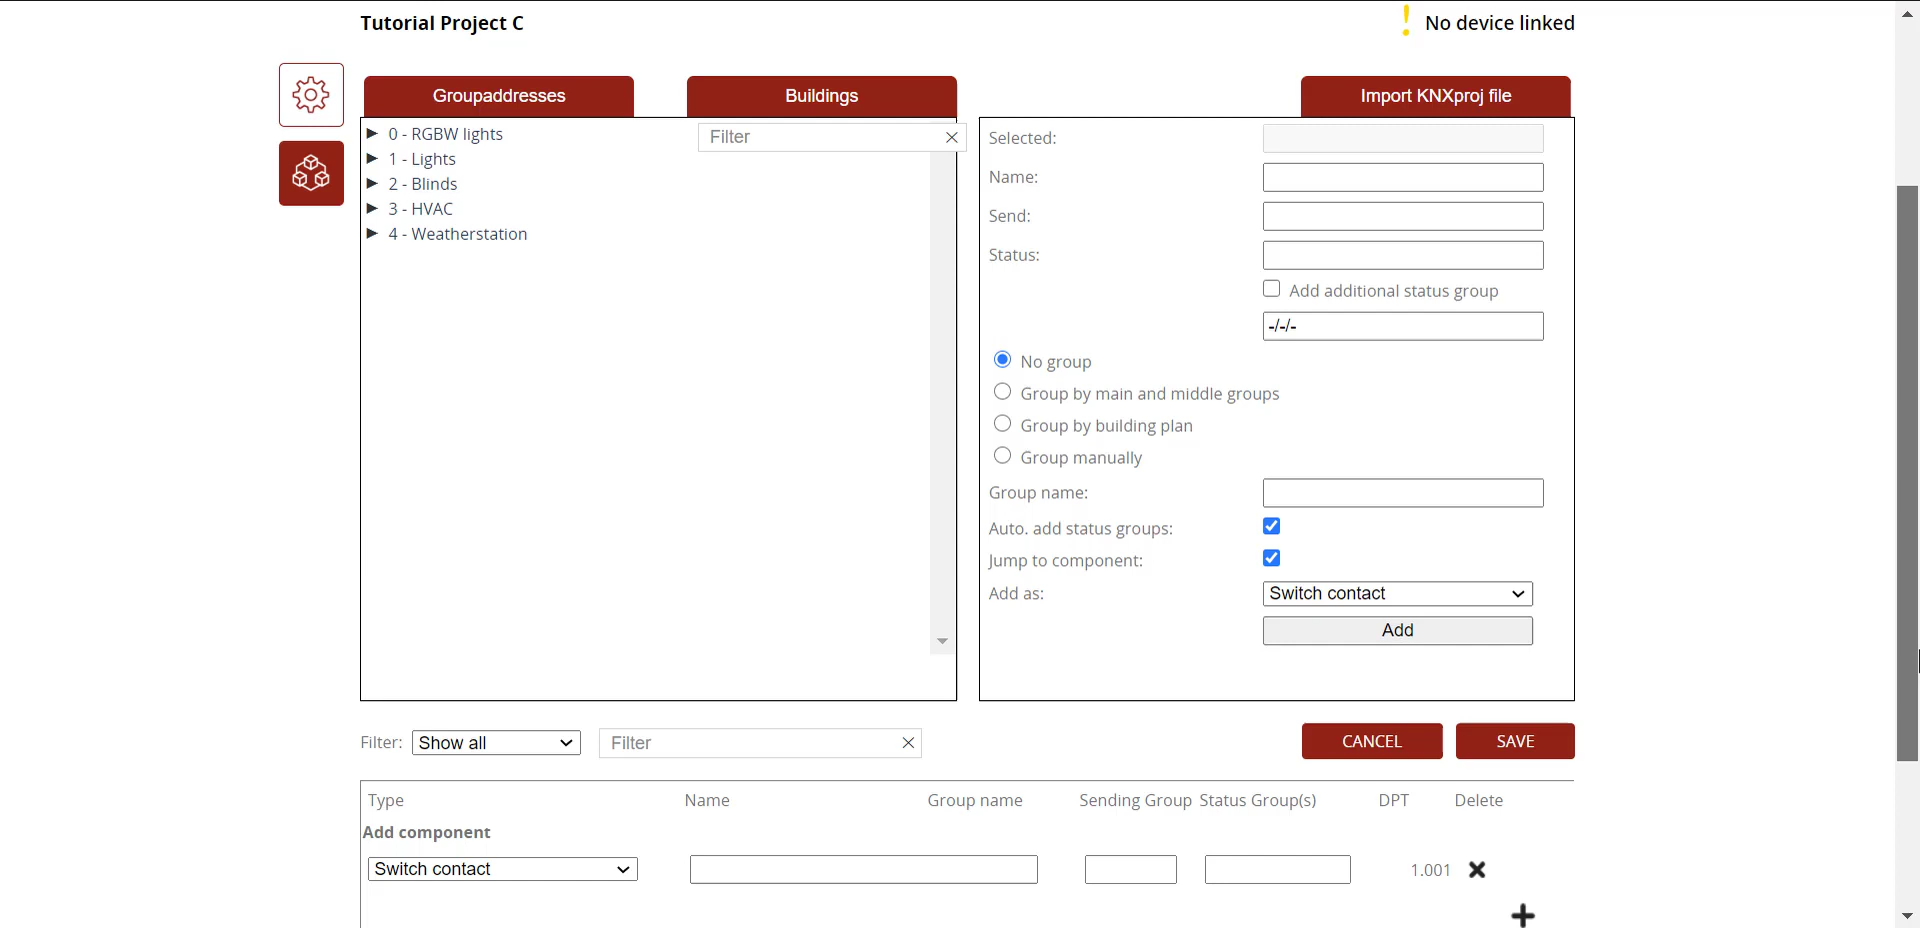 Tutorial Project C
No device linked
Groupaddresses
Buildings
Import KNXproj file
0 - RGBW lights
1 - Lights
2 - Blinds
3 - HVAC
4 - Weatherstation
Filter
Selected:
Name:
Send:
Status:
Add additional status group
-/-/-
No group
Group by main and middle groups
Group by building plan
Group manually
Group name:
Auto. add status groups:
Jump to component:
Add as:
Switch contact
Add
Filter:
Show all
Filter
CANCEL
SAVE
Type
Name
Group name
Sending Group
Status Group(s)
DPT
Delete
Add component
Switch contact
1.001